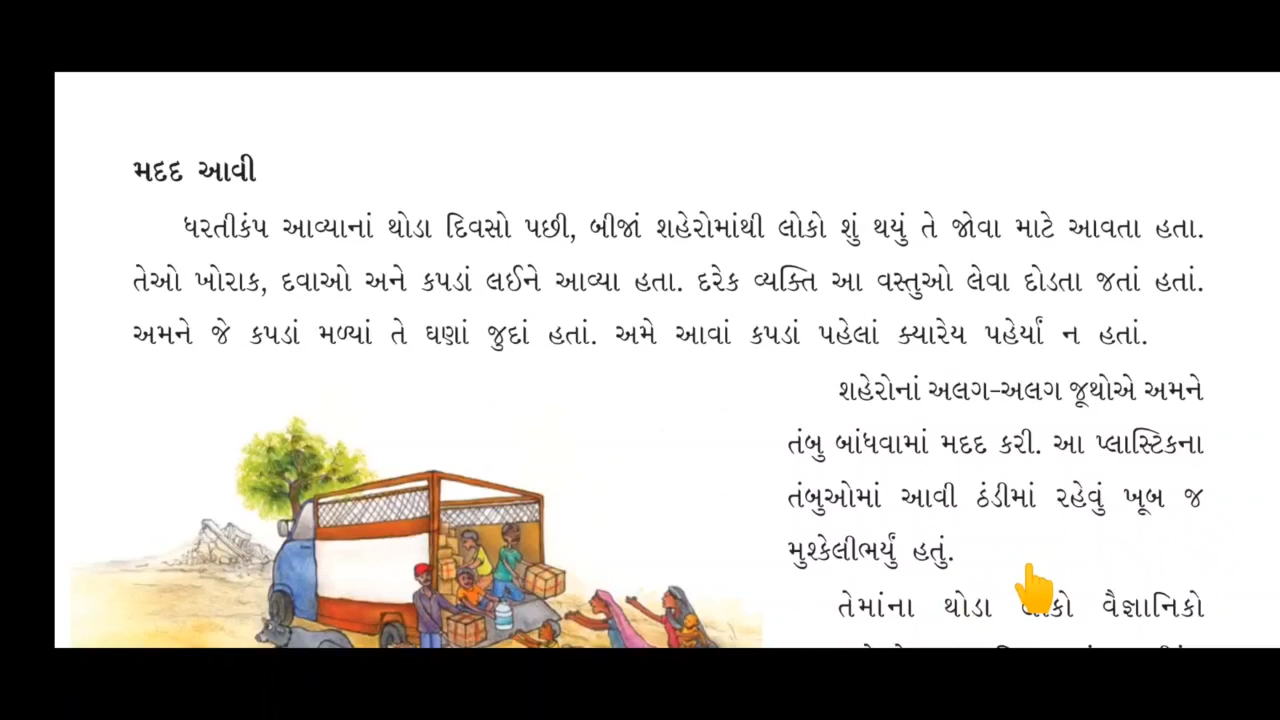 મદદ આવી
ધરતીકંપ આવ્યાનાં થોડા દિવસો પછી, બીજાં શહેરોમાંથી લોકો શું થયું તે જોવા માટે આવતા હતા.
તેઓ ખોરાક, દવાઓ અને કપડાં લઈને આવ્યા હતા. દરેક વ્યક્તિ આ વસ્તુઓ લેવા દોડતા જતાં હતાં.
અમને જે કપડાં મળ્યાં તે ઘણાં જુદાં હતાં. અમે આવાં કપડાં પહેલાં ક્યારેય પહેર્યાં ન હતાં.
શહેરોનાં અલગ-અલગ જૂથોએ અમને
તંબુ બાંધવામાં મદદ કરી. આ પ્લાસ્ટિકના
તંબુઓમાં આવી ઠંડીમાં રહેવું ખૂબ જ
મુશ્કેલીભર્યું હતું.
તેમાંના થોડા લોકો વૈજ્ઞાનિકો